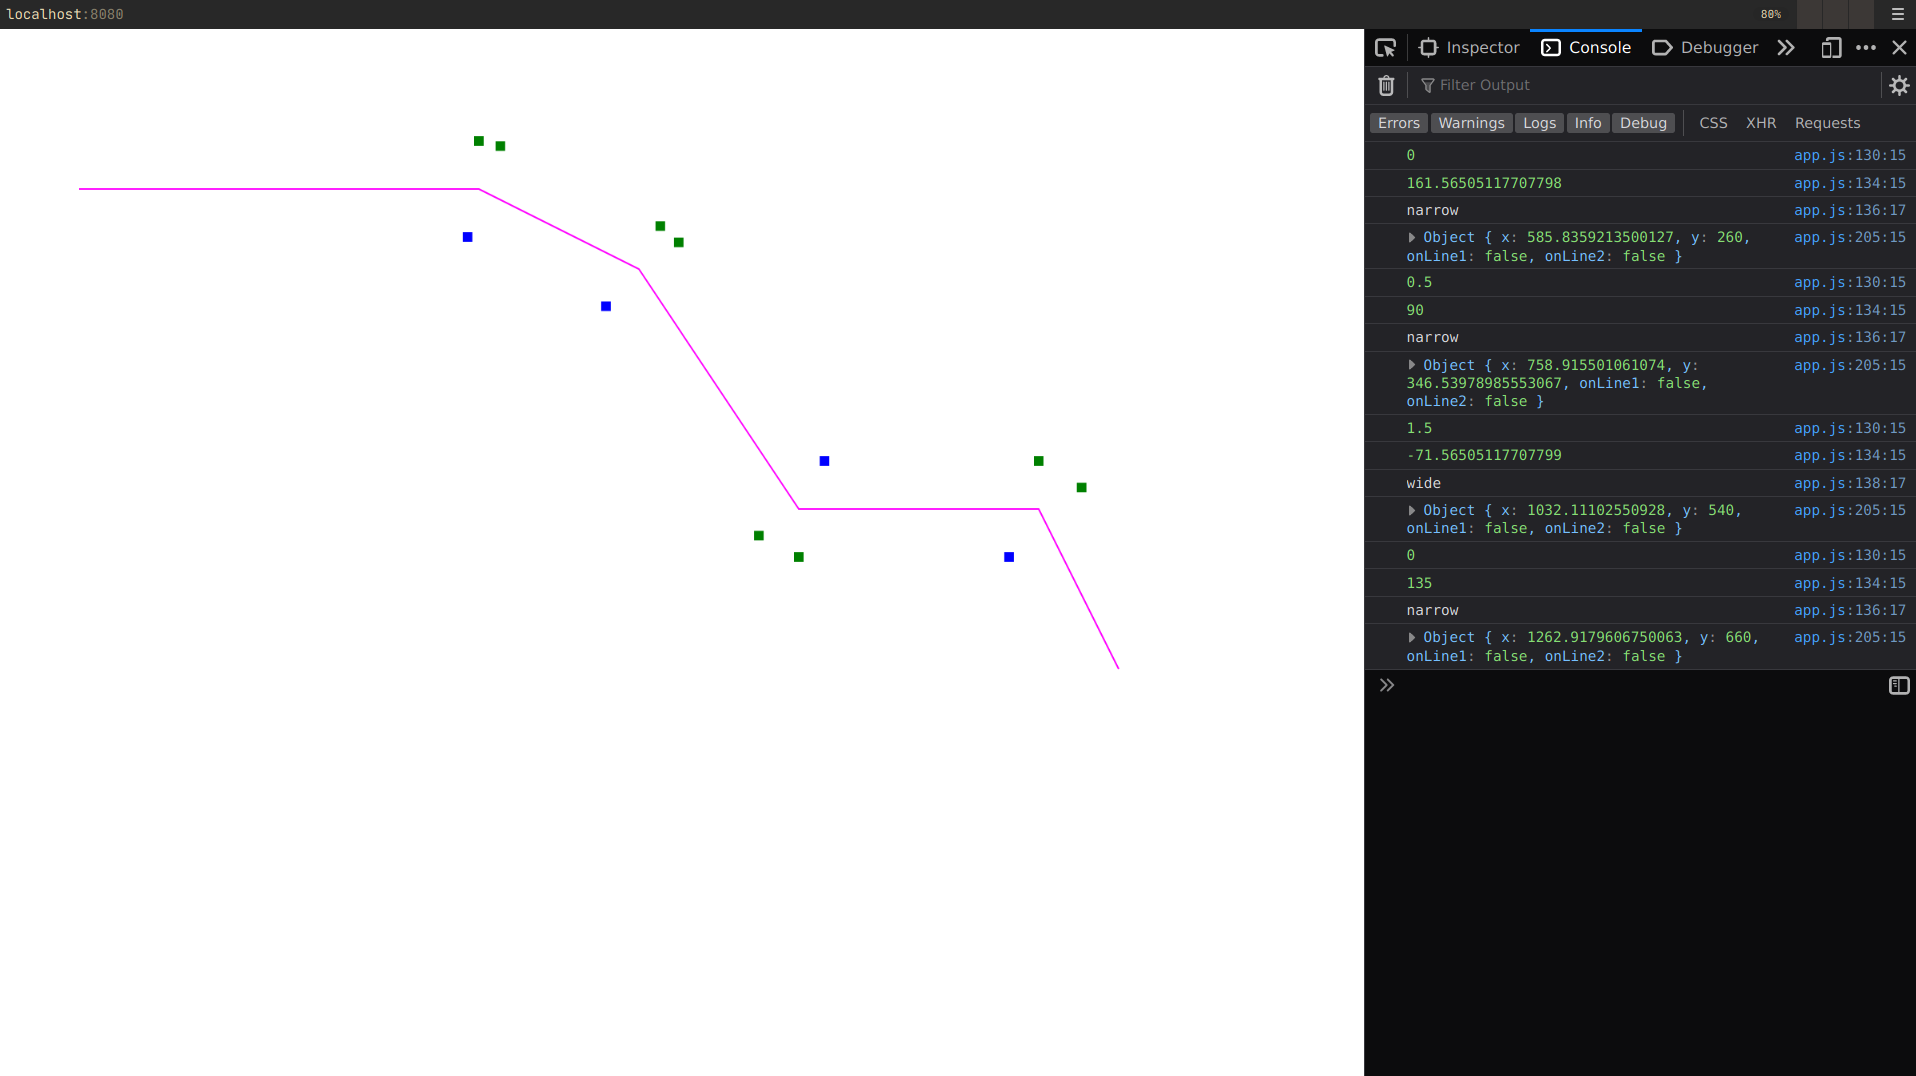 localhost:8080
80%
Inspector
Console
Debugger
Filter Output
Errors
Warnings
Logs
Info
Debug
CSS
XHR
Requests
0 app.js:130:15
161.56505117707798 app.js:134:15
narrow app.js:136:17
Object { x: 585.8359213500127, y: 260, app.js:205:15
onLine1: false, onLine2: false }
0.5 app.js:130:15
90 app.js:134:15
narrow app.js:136:17
Object { x: 758.915501061074, y: app.js:205:15
346.53978985553067, onLine1: false,
onLine2: false }
1.5 app.js:130:15
-71.56505117707799 app.js:134:15
wide app.js:138:17
Object { x: 1032.11102550928, y: 540, app.js:205:15
onLine1: false, onLine2: false }
0 app.js:130:15
135 app.js:134:15
narrow app.js:136:17
Object { x: 1262.9179606750063, y: 660, app.js:205:15
onLine1: false, onLine2: false }